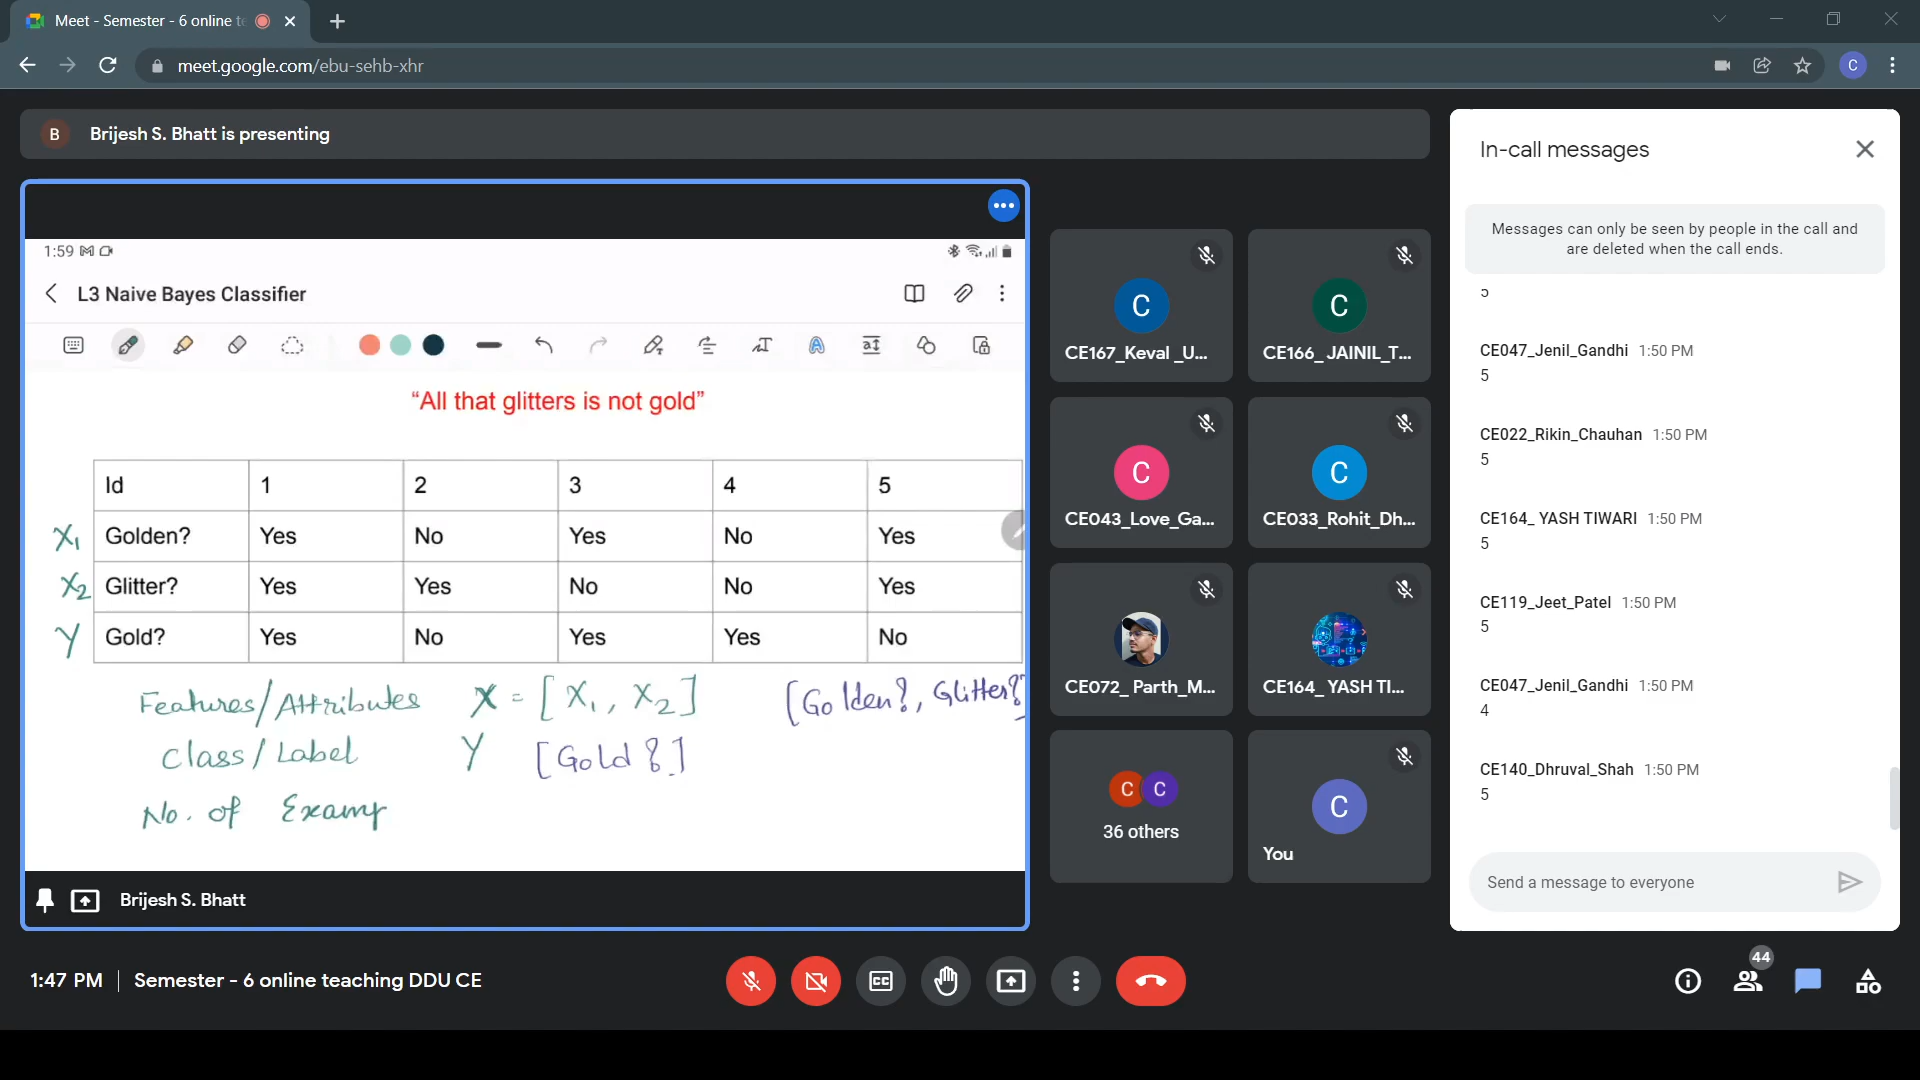 Meet - Semester - 6 online te
meet.google.com/ebu-sehb-xhr
C
B Brijesh S. Bhatt is presenting
1:59
L3 Naive Bayes Classifier
“All that glitters is not gold”
Id 1 2 3 4 5
X1 Golden? Yes No Yes No Yes
X2 Glitter? Yes Yes No No Yes
Y Gold? Yes No Yes Yes No
Features/Attributes X = [X1, X2] [Golden?, Glitter?]
Class/Label Y [Gold?]
No. of Examp
Brijesh S. Bhatt
C C
CE167_Keval _U... CE166_ JAINIL_T...
C C
CE043_Love_Ga... CE033_Rohit_Dh...
CE072_ Parth_M... CE164_ YASH TI...
C C C
36 others
You
In-call messages
Messages can only be seen by people in the call and
are deleted when the call ends.
5
CE047_Jenil_Gandhi 1:50 PM
5
CE022_Rikin_Chauhan 1:50 PM
5
CE164_ YASH TIWARI 1:50 PM
5
CE119_Jeet_Patel 1:50 PM
5
CE047_Jenil_Gandhi 1:50 PM
4
CE140_Dhruval_Shah 1:50 PM
5
Send a message to everyone
1:47 PM | Semester - 6 online teaching DDU CE
CC
44